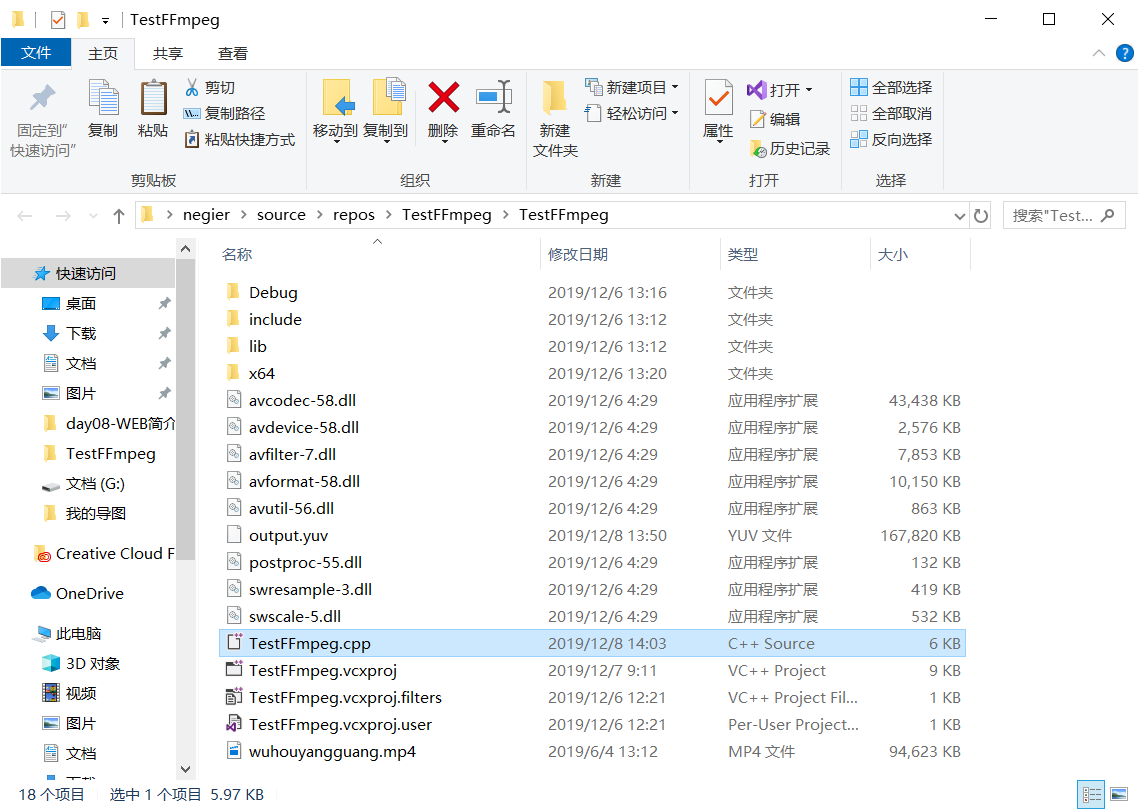 TestFFmpeg
文件 主页 共享 查看
固定到"快速访问" 复制 粘贴 剪切 复制路径 粘贴快捷方式
移动到 复制到 删除 重命名
新建文件夹 新建项目 轻松访问
属性 打开 编辑 历史记录
全部选择 全部取消 反向选择
剪贴板 组织 新建 打开 选择
negier > source > repos > TestFFmpeg > TestFFmpeg 搜索"Test...
快速访问
桌面
下载
文档
图片
day08-WEB简介
TestFFmpeg
文档 (G:)
我的导图
Creative Cloud F
OneDrive
此电脑
3D 对象
视频
图片
文档
名称 修改日期 类型 大小
Debug 2019/12/6 13:16 文件夹
include 2019/12/6 13:12 文件夹
lib 2019/12/6 13:12 文件夹
x64 2019/12/6 13:20 文件夹
avcodec-58.dll 2019/12/6 4:29 应用程序扩展 43,438 KB
avdevice-58.dll 2019/12/6 4:29 应用程序扩展 2,576 KB
avfilter-7.dll 2019/12/6 4:29 应用程序扩展 7,853 KB
avformat-58.dll 2019/12/6 4:29 应用程序扩展 10,150 KB
avutil-56.dll 2019/12/6 4:29 应用程序扩展 863 KB
output.yuv 2019/12/8 13:50 YUV 文件 167,820 KB
postproc-55.dll 2019/12/6 4:29 应用程序扩展 132 KB
swresample-3.dll 2019/12/6 4:29 应用程序扩展 419 KB
swscale-5.dll 2019/12/6 4:29 应用程序扩展 532 KB
TestFFmpeg.cpp 2019/12/8 14:03 C++ Source 6 KB
TestFFmpeg.vcxproj 2019/12/7 9:11 VC++ Project 9 KB
TestFFmpeg.vcxproj.filters 2019/12/6 12:21 VC++ Project Fil... 1 KB
TestFFmpeg.vcxproj.user 2019/12/6 12:21 Per-User Project... 1 KB
wuhouyangguang.mp4 2019/6/4 13:12 MP4 文件 94,623 KB
18 个项目 选中 1 个项目 5.97 KB